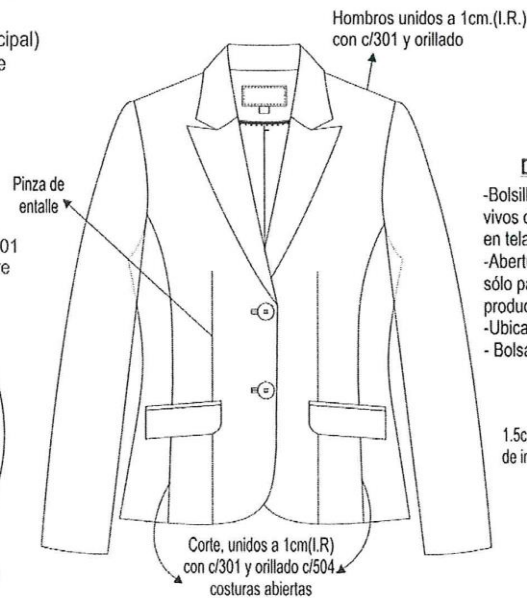 Hombros unidos a 1cm.(I.R.)
con c/301 y orillado
cipal)
e
Pinza de
entalle
01
e
D
-Bolsill
vivos d
en tela
-Abertu
sólo pa
produc
-Ubica
- Bolsa
1.5c
de in
Corte, unidos a 1cm(I.R)
con c/301 y orillado c/504
costuras abiertas